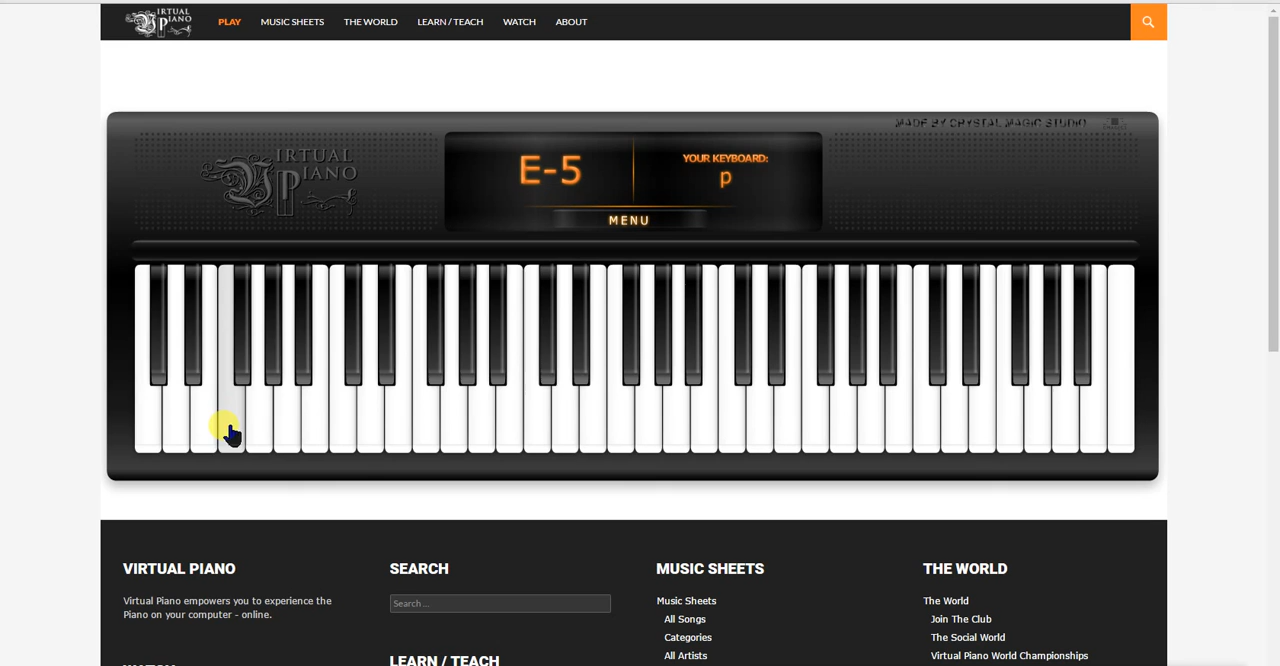 VIRTUAL PIANO
PLAY MUSIC SHEETS THE WORLD LEARN / TEACH WATCH ABOUT
MADE BY CRYSTAL MAGIC STUDIO
VIRTUAL PIANO
E-5
YOUR KEYBOARD:
p
MENU
VIRTUAL PIANO
Virtual Piano empowers you to experience the
Piano on your computer - online.
WATCH
SEARCH
Search ...
LEARN / TEACH
MUSIC SHEETS
Music Sheets
All Songs
Categories
All Artists
THE WORLD
The World
Join The Club
The Social World
Virtual Piano World Championships